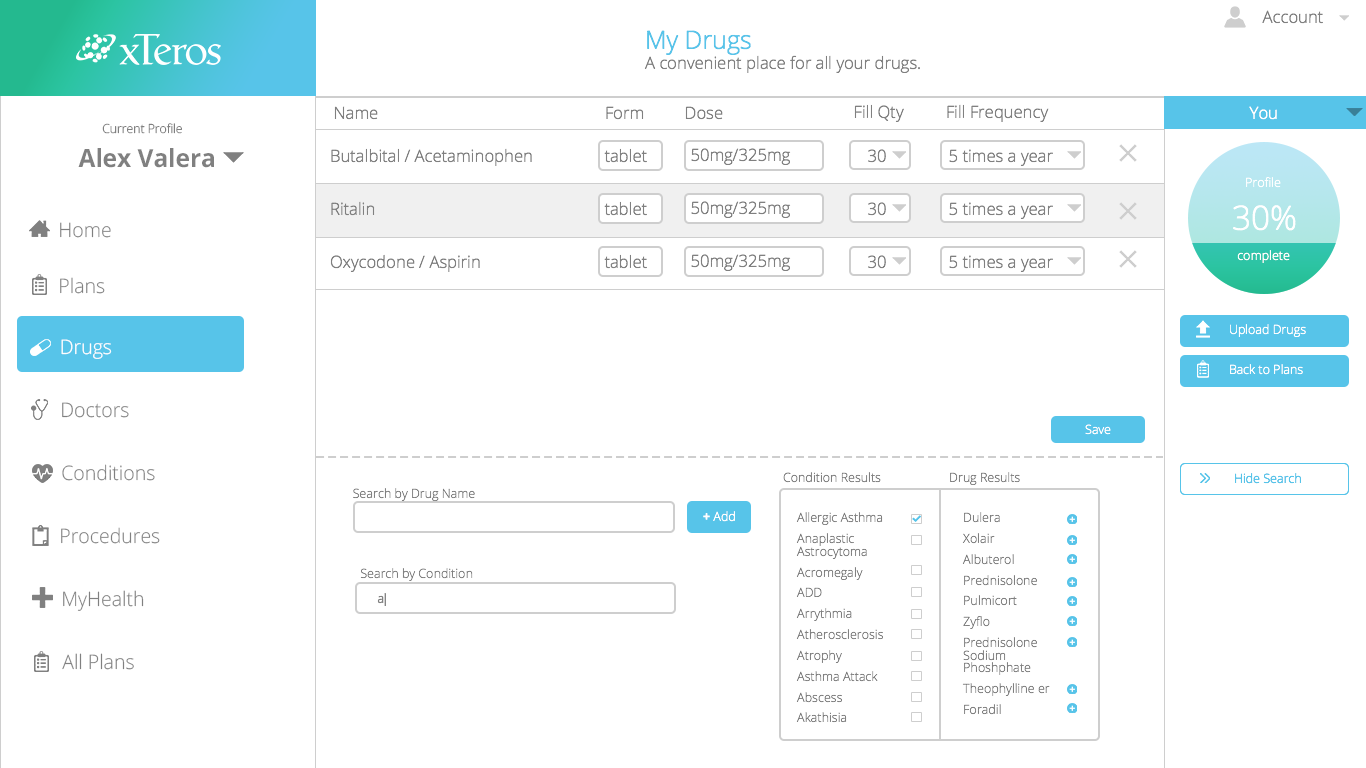 xTeros
My Drugs
A convenient place for all your drugs.
Account
Current Profile
Alex Valera
Home
Plans
Drugs
Doctors
Conditions
Procedures
MyHealth
All Plans
Name Form Dose Fill Qty Fill Frequency
Butalbital / Acetaminophen tablet 50mg/325mg 30 5 times a year
Ritalin tablet 50mg/325mg 30 5 times a year
Oxycodone / Aspirin tablet 50mg/325mg 30 5 times a year
Save
Search by Drug Name
+ Add
Search by Condition
a
Condition Results
Allergic Asthma
Anaplastic
Astrocytoma
Acromegaly
ADD
Arrythmia
Atherosclerosis
Atrophy
Asthma Attack
Abscess
Akathisia
Drug Results
Dulera
Xolair
Albuterol
Prednisolone
Pulmicort
Zyflo
Prednisolone
Sodium
Phoshphate
Theophylline er
Foradil
You
Profile
30%
complete
Upload Drugs
Back to Plans
Hide Search